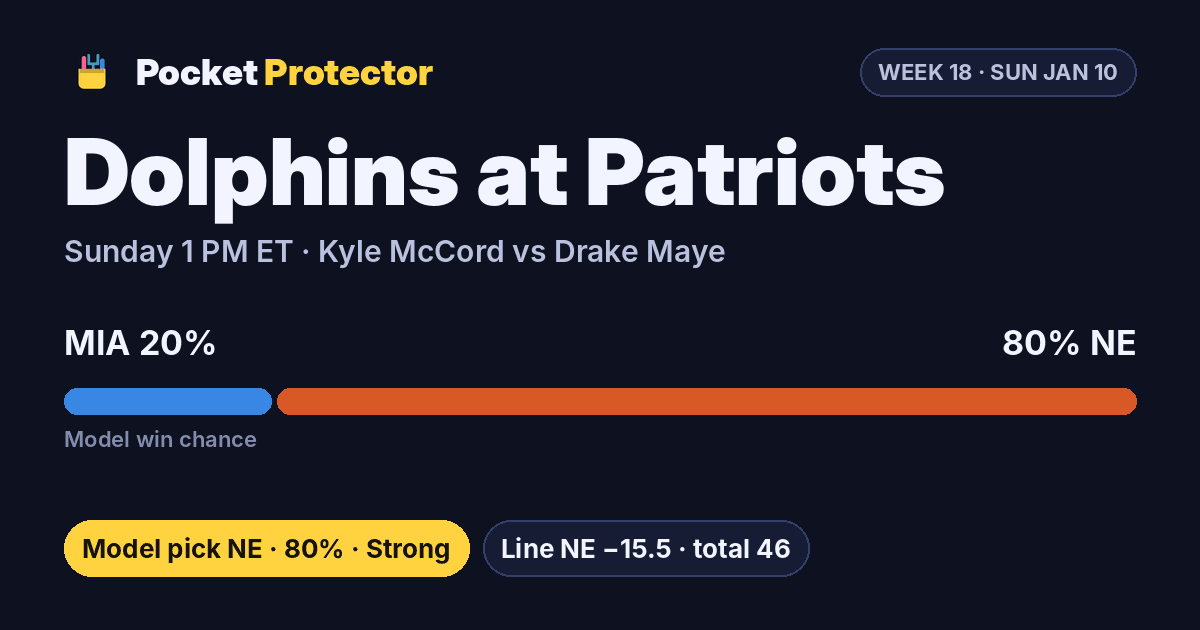 Pocket Protector
WEEK 18 · SUN JAN 10
Dolphins at Patriots
Sunday 1 PM ET · Kyle McCord vs Drake Maye
MIA 20%
80% NE
Model win chance
Model pick NE · 80% · Strong
Line NE −15.5 · total 46